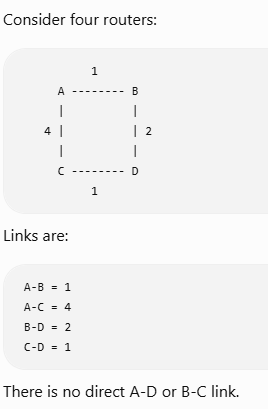 Consider four routers:
1
A -------- B
|          |
4 |          | 2
|          |
C -------- D
1
Links are:
A-B = 1
A-C = 4
B-D = 2
C-D = 1
There is no direct A-D or B-C link.